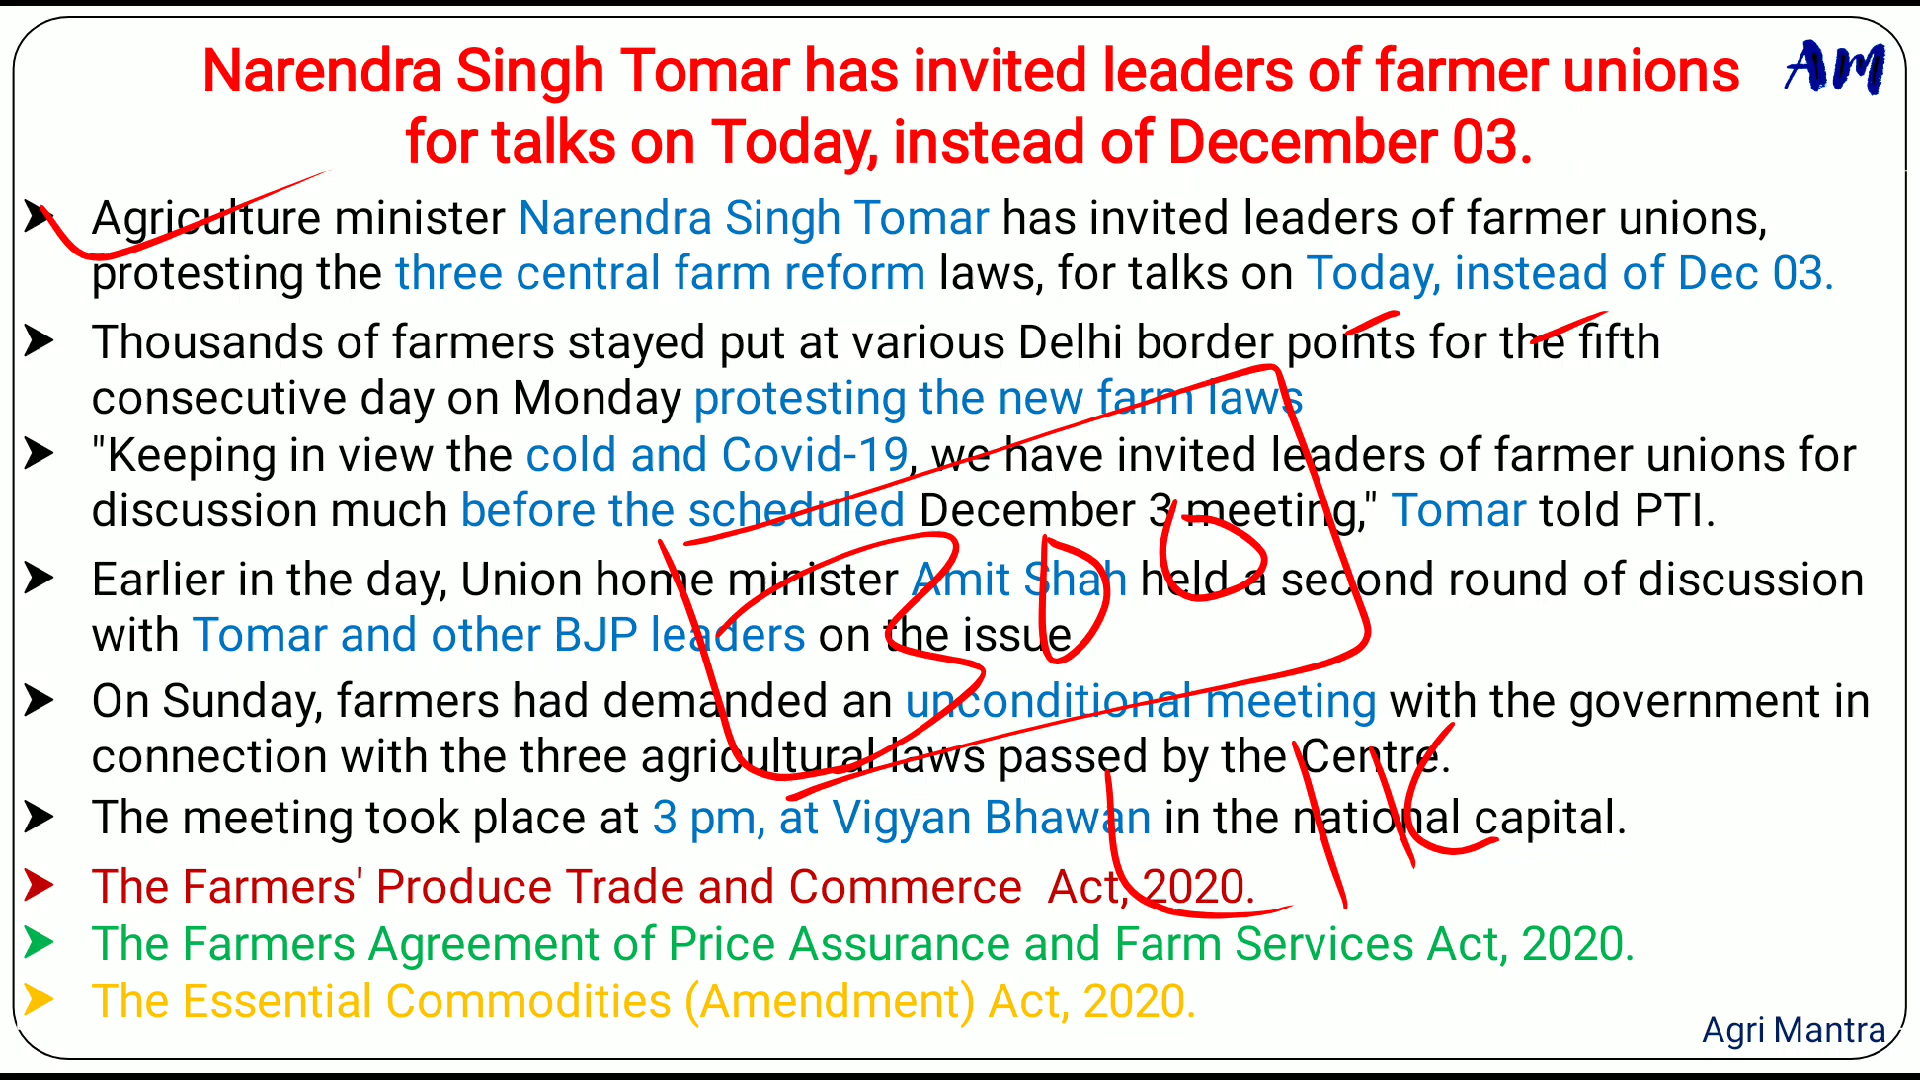 Narendra Singh Tomar has invited leaders of farmer unions
for talks on Today, instead of December 03.
AM
➤ Agriculture minister Narendra Singh Tomar has invited leaders of farmer unions,
protesting the three central farm reform laws, for talks on Today, instead of Dec 03.
➤ Thousands of farmers stayed put at various Delhi border points for the fifth
consecutive day on Monday protesting the new farm laws
➤ "Keeping in view the cold and Covid-19, we have invited leaders of farmer unions for
discussion much before the scheduled December 3 meeting," Tomar told PTI.
➤ Earlier in the day, Union home minister Amit Shah held a second round of discussion
with Tomar and other BJP leaders on the issue
➤ On Sunday, farmers had demanded an unconditional meeting with the government in
connection with the three agricultural laws passed by the Centre.
➤ The meeting took place at 3 pm, at Vigyan Bhawan in the national capital.
➤ The Farmers' Produce Trade and Commerce Act, 2020.
➤ The Farmers Agreement of Price Assurance and Farm Services Act, 2020.
➤ The Essential Commodities (Amendment) Act, 2020.
300
Agri Mantra